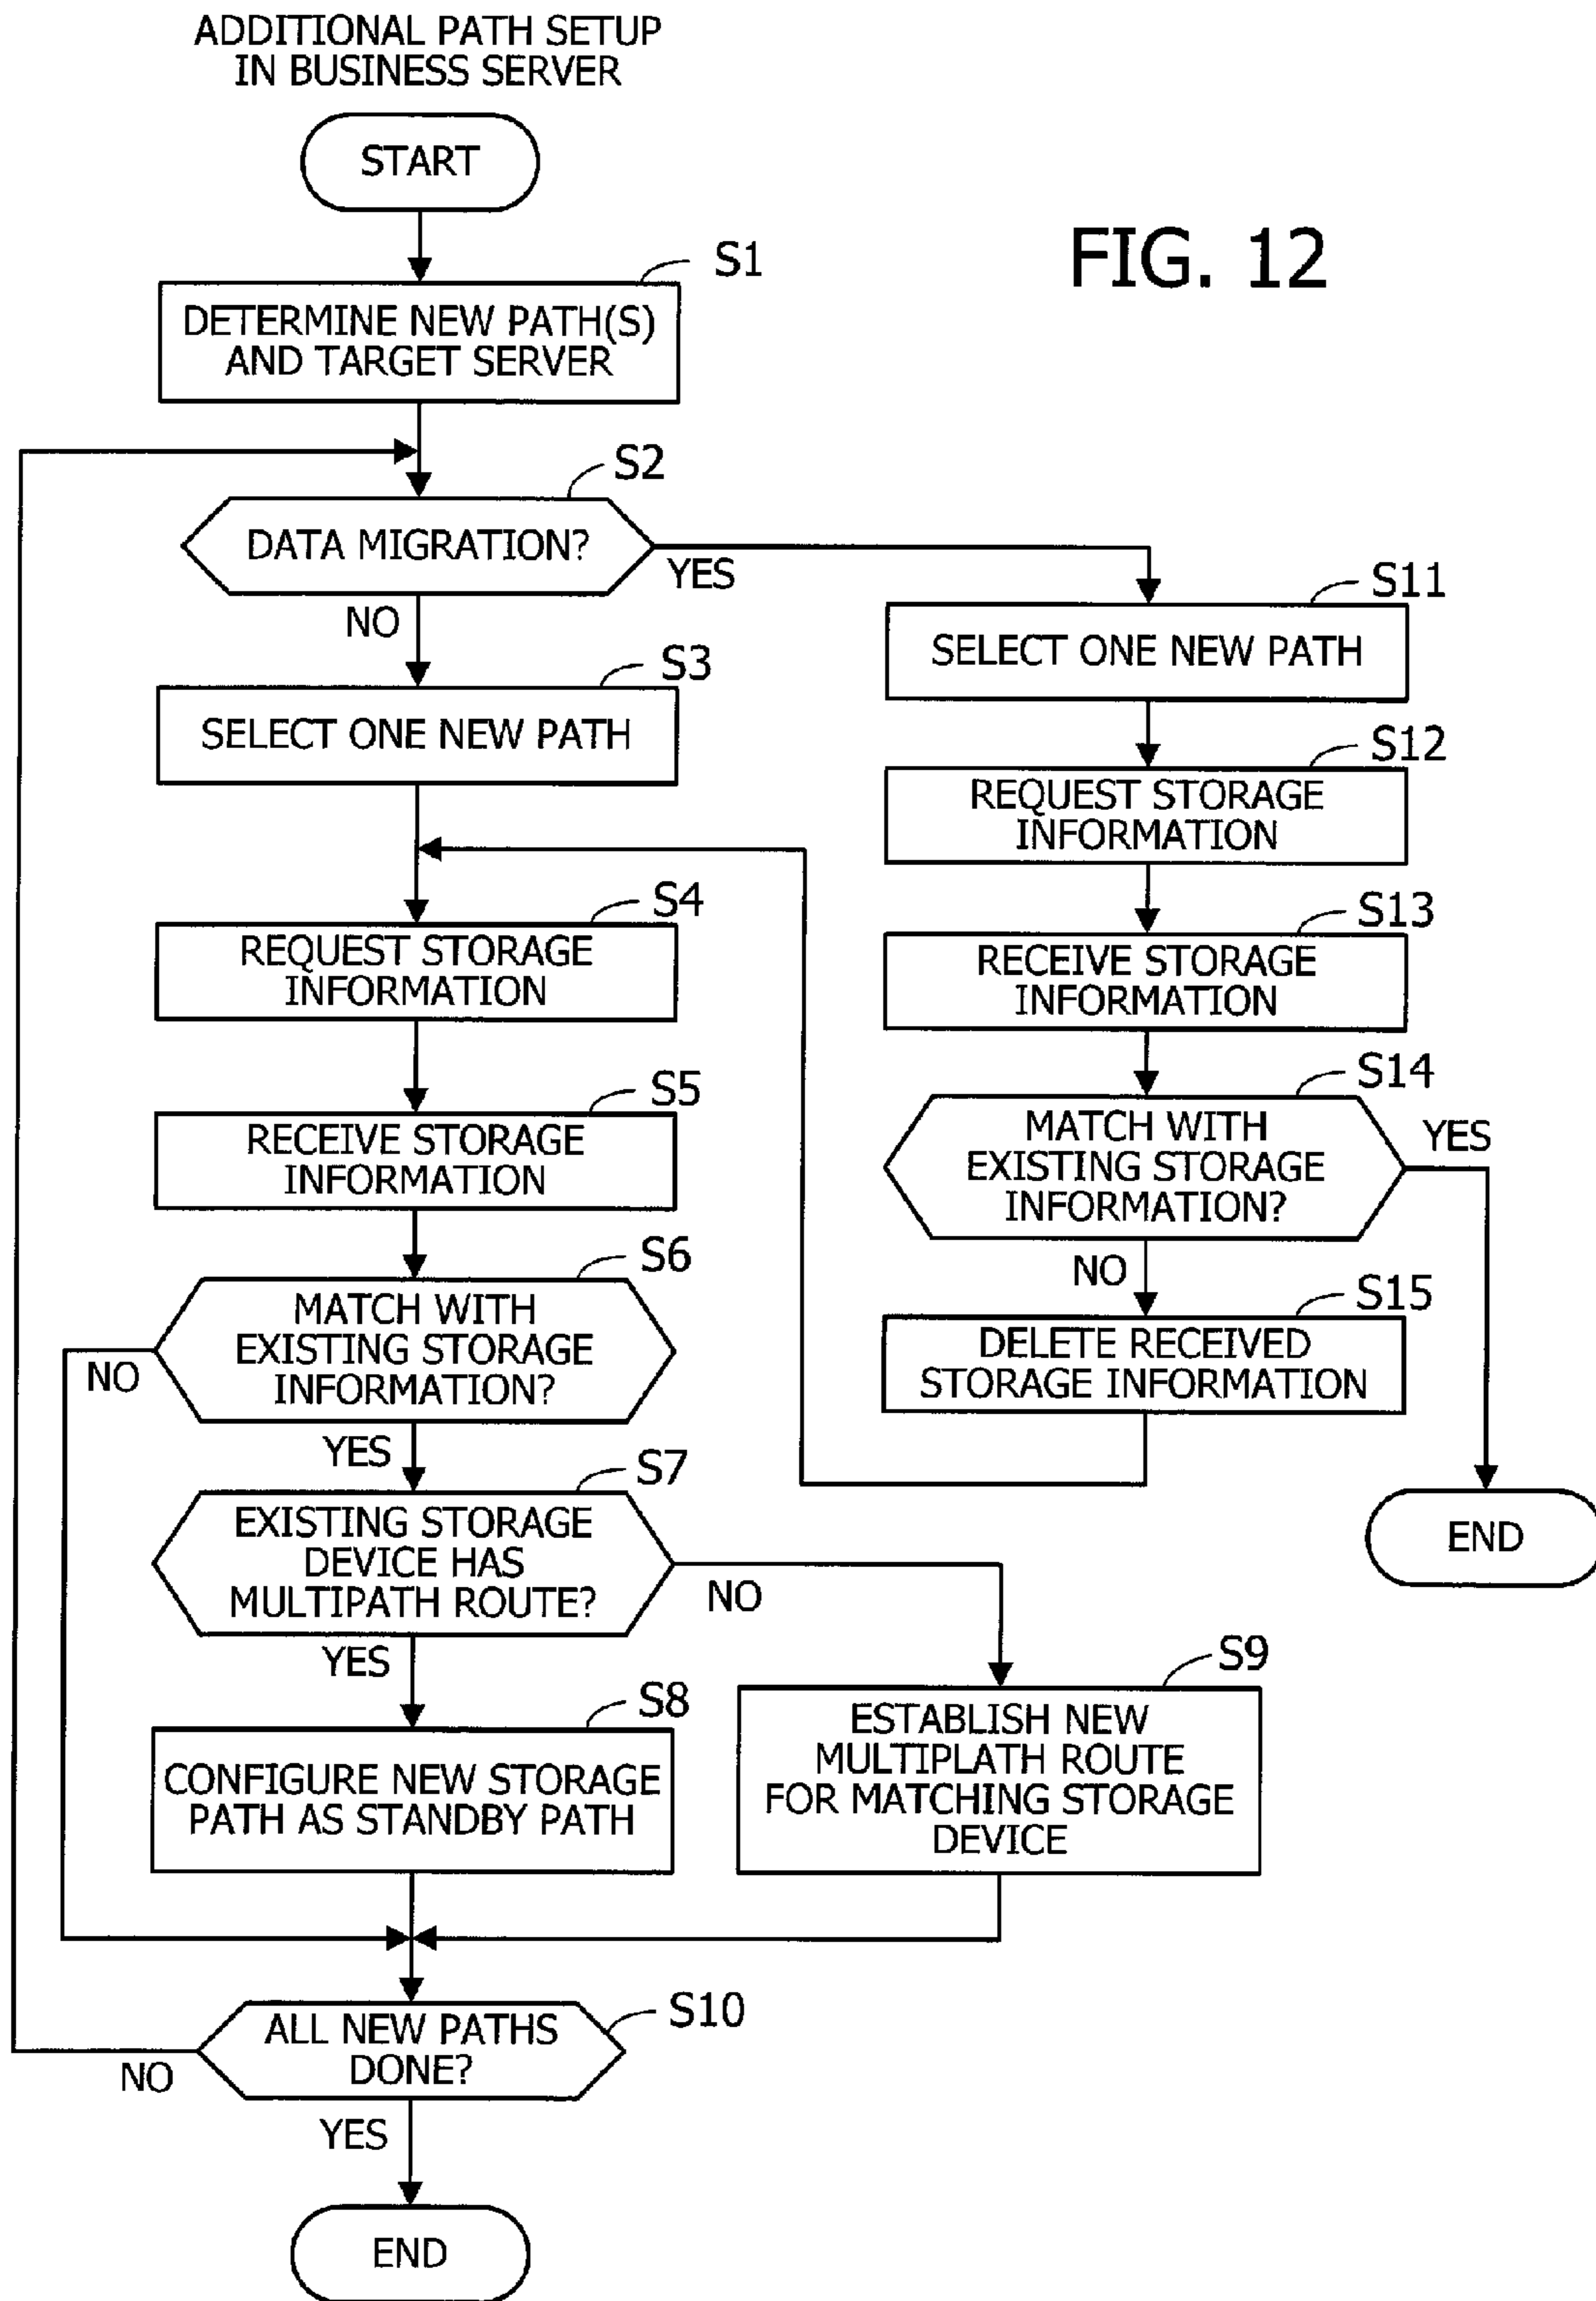 ADDITIONAL PATH SETUP
IN BUSINESS SERVER
START
FIG. 12
S1
DETERMINE NEW PATH(S)
AND TARGET SERVER
S2
DATA MIGRATION?
YES
NO
S3
SELECT ONE NEW PATH
S4
REQUEST STORAGE
INFORMATION
S5
RECEIVE STORAGE
INFORMATION
S6
MATCH WITH
EXISTING STORAGE
INFORMATION?
NO
YES
S7
EXISTING STORAGE
DEVICE HAS
MULTIPATH ROUTE?
NO
YES
S8
CONFIGURE NEW STORAGE
PATH AS STANDBY PATH
S9
ESTABLISH NEW
MULTIPLATH ROUTE
FOR MATCHING STORAGE
DEVICE
S10
ALL NEW PATHS
DONE?
NO
YES
END
S11
SELECT ONE NEW PATH
S12
REQUEST STORAGE
INFORMATION
S13
RECEIVE STORAGE
INFORMATION
S14
MATCH WITH
EXISTING STORAGE
INFORMATION?
YES
NO
S15
DELETE RECEIVED
STORAGE INFORMATION
END